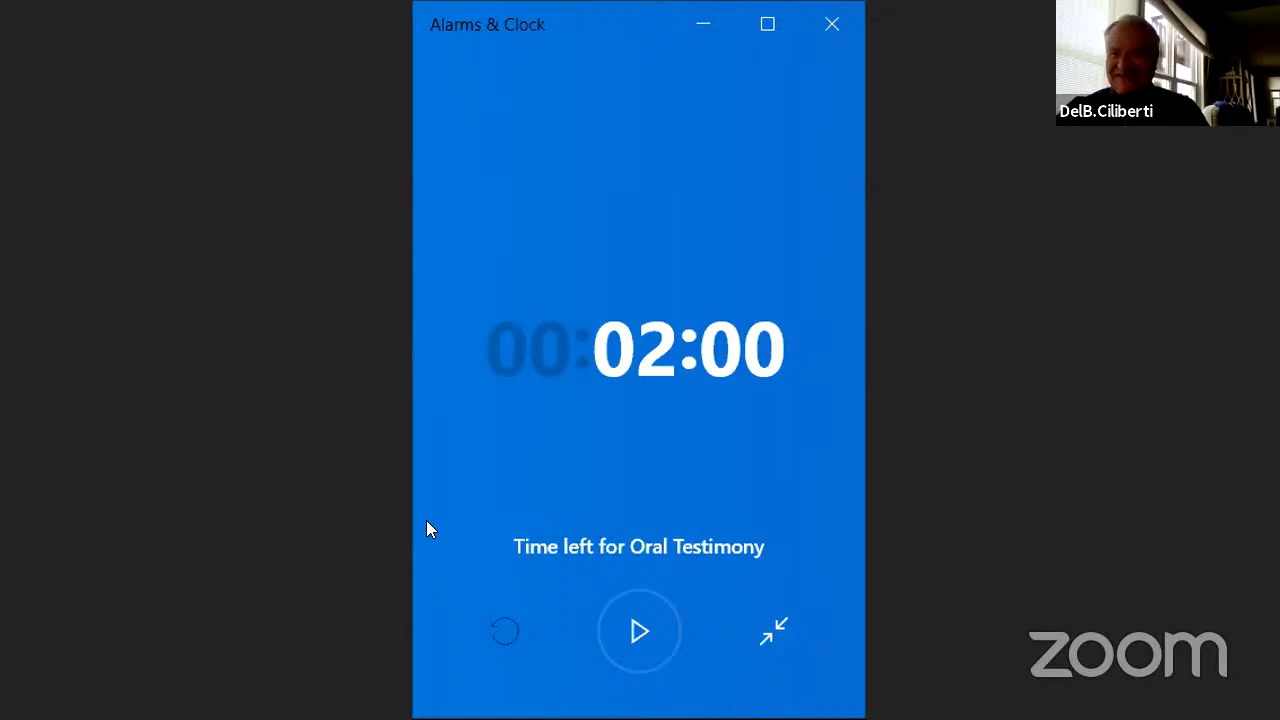 Alarms & Clock
DelB.Ciliberti
00:02:00
Time left for Oral Testimony
zoom